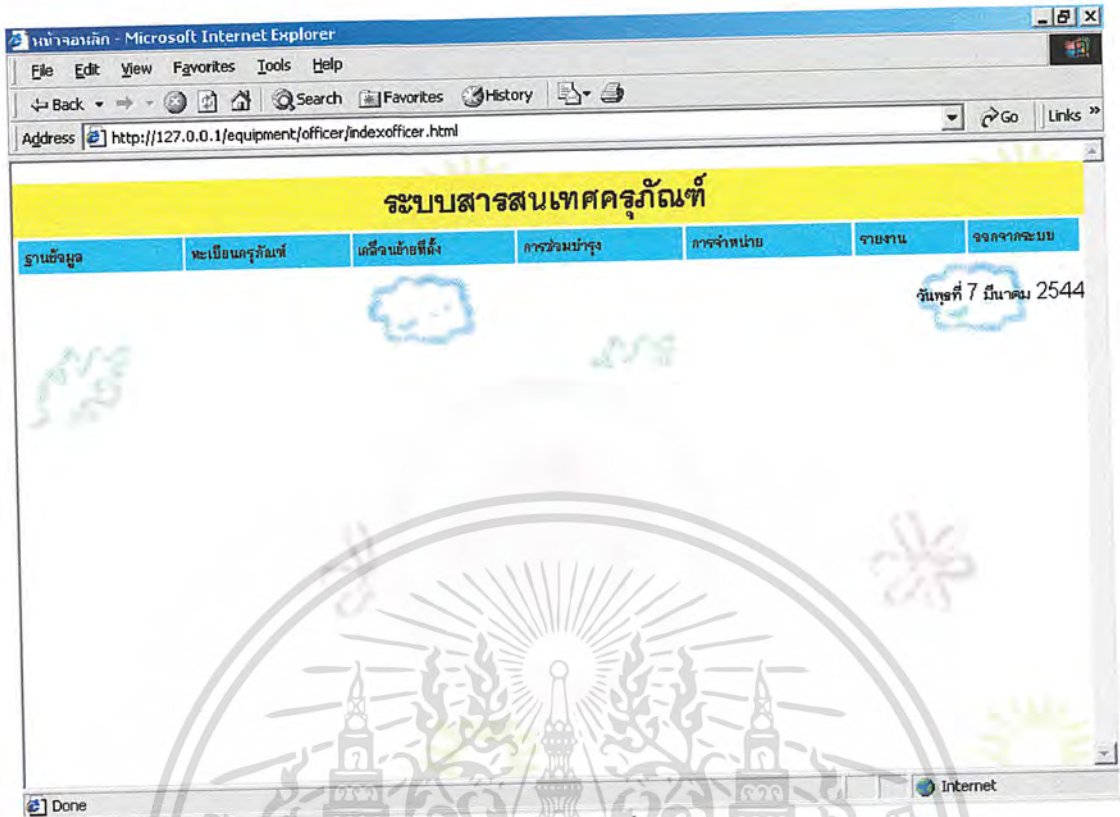 หน้าจอหลัก - Microsoft Internet Explorer
File Edit View Favorites Tools Help
Back Search Favorites History
Address http://127.0.0.1/equipment/officer/indexofficer.html Go Links »
ระบบสารสนเทศครุภัณฑ์
ฐานข้อมูล ทะเบียนครุภัณฑ์ เคลื่อนย้ายที่ตั้ง การซ่อมบำรุง การจำหน่าย รายงาน ออกจากระบบ
วันพุธที่ 7 มีนาคม 2544
Done Internet